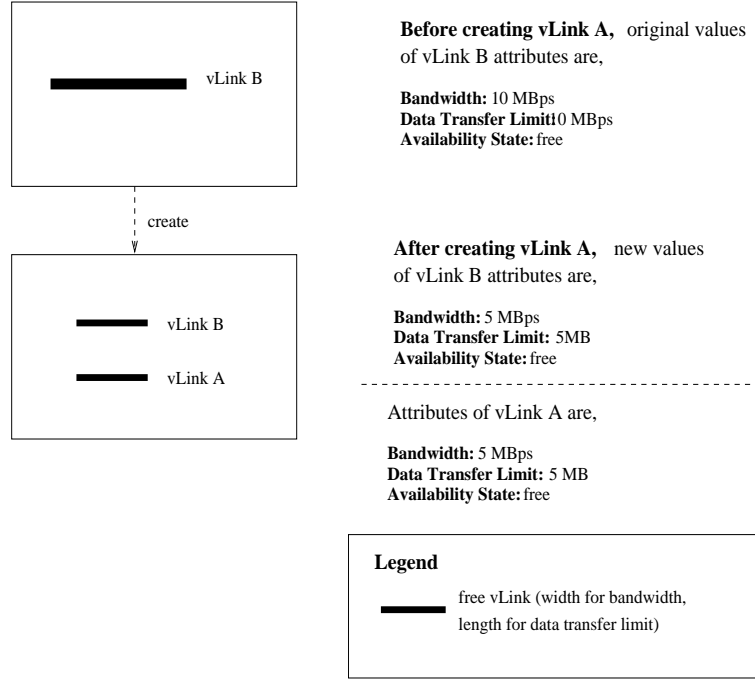 vLink B
Before creating vLink A, original values
of vLink B attributes are,
Bandwidth: 10 MBps
Data Transfer Limit:10 MBps
Availability State: free
create
After creating vLink A, new values
of vLink B attributes are,
Bandwidth: 5 MBps
Data Transfer Limit: 5MB
Availability State: free
vLink B
vLink A
Attributes of vLink A are,
Bandwidth: 5 MBps
Data Transfer Limit: 5 MB
Availability State: free
Legend
free vLink (width for bandwidth,
length for data transfer limit)